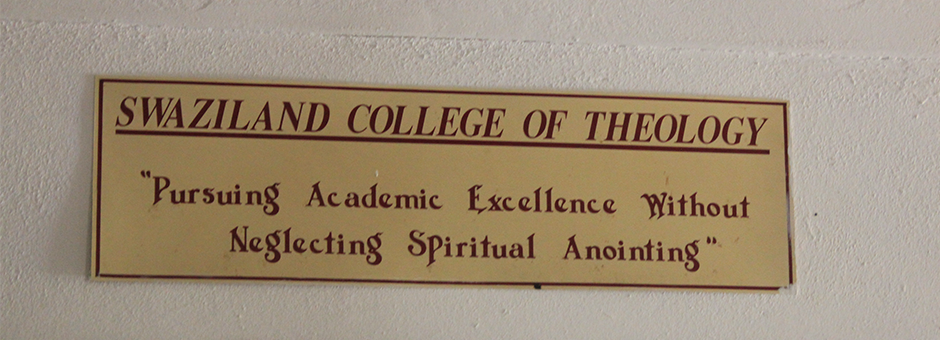 SWAZILAND COLLEGE OF THEOLOGY
"Pursuing Academic Excellence Without
Neglecting Spiritual Anointing"